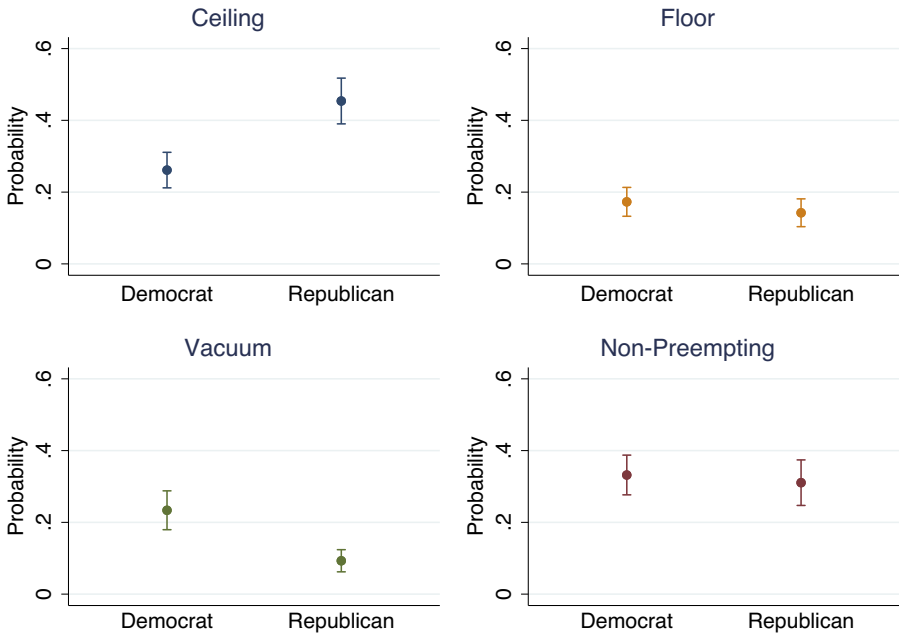 Ceiling
Probability
.6
.4
.2
0
Democrat Republican
Floor
Probability
.6
.4
.2
0
Democrat Republican
Vacuum
Probability
.6
.4
.2
0
Democrat Republican
Non-Preempting
Probability
.6
.4
.2
0
Democrat Republican